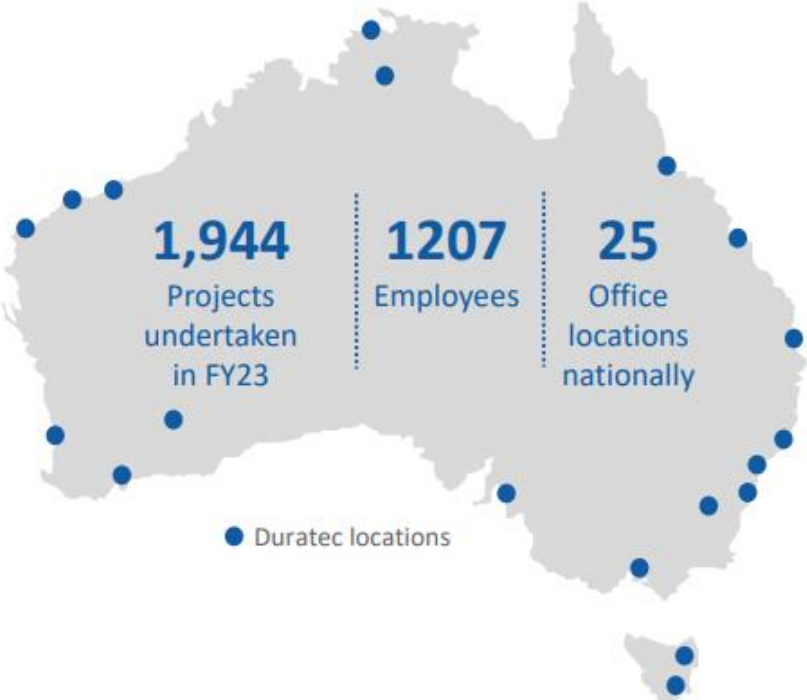 1,944
Projects
undertaken
in FY23
1207
Employees
25
Office
locations
nationally
Duratec locations